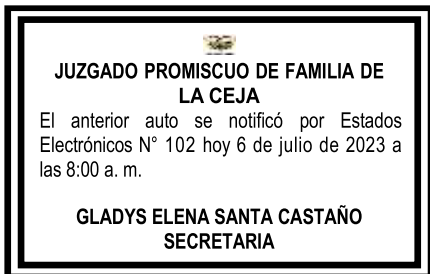 JUZGADO PROMISCUO DE FAMILIA DE
LA CEJA
El anterior auto se notificó por Estados
Electrónicos N° 102 hoy 6 de julio de 2023 a
las 8:00 a. m.
GLADYS ELENA SANTA CASTAÑO
SECRETARIA